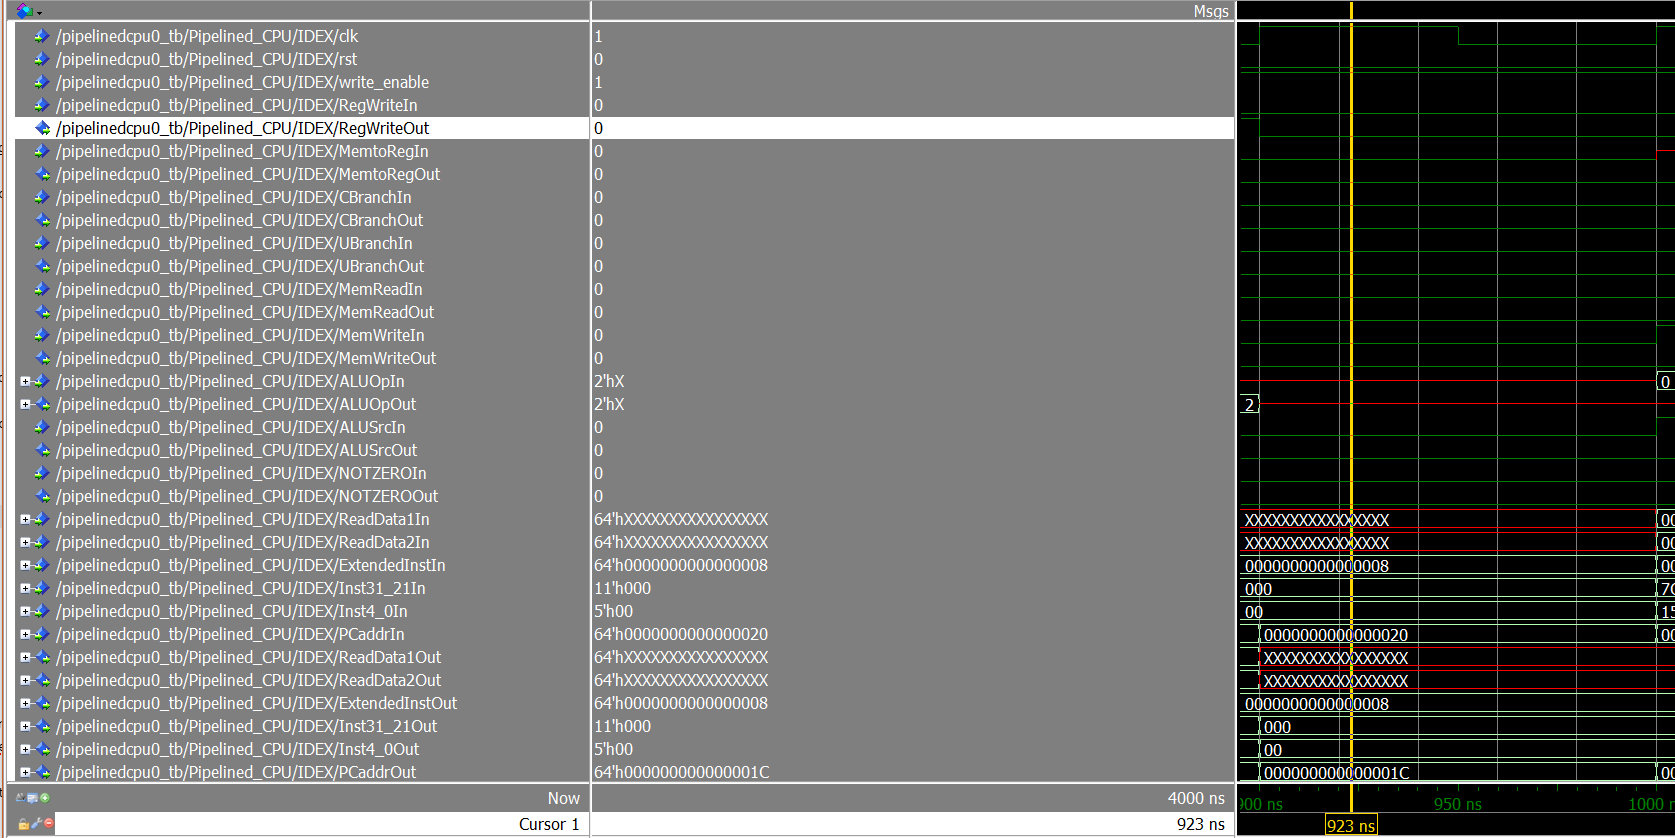 Msgs
/pipelinedcpu0_tb/Pipelined_CPU/IDEX/clk 1
/pipelinedcpu0_tb/Pipelined_CPU/IDEX/rst 0
/pipelinedcpu0_tb/Pipelined_CPU/IDEX/write_enable 1
/pipelinedcpu0_tb/Pipelined_CPU/IDEX/RegWriteIn 0
/pipelinedcpu0_tb/Pipelined_CPU/IDEX/RegWriteOut 0
/pipelinedcpu0_tb/Pipelined_CPU/IDEX/MemtoRegIn 0
/pipelinedcpu0_tb/Pipelined_CPU/IDEX/MemtoRegOut 0
/pipelinedcpu0_tb/Pipelined_CPU/IDEX/CBranchIn 0
/pipelinedcpu0_tb/Pipelined_CPU/IDEX/CBranchOut 0
/pipelinedcpu0_tb/Pipelined_CPU/IDEX/UBranchIn 0
/pipelinedcpu0_tb/Pipelined_CPU/IDEX/UBranchOut 0
/pipelinedcpu0_tb/Pipelined_CPU/IDEX/MemReadIn 0
/pipelinedcpu0_tb/Pipelined_CPU/IDEX/MemReadOut 0
/pipelinedcpu0_tb/Pipelined_CPU/IDEX/MemWriteIn 0
/pipelinedcpu0_tb/Pipelined_CPU/IDEX/MemWriteOut 0
/pipelinedcpu0_tb/Pipelined_CPU/IDEX/ALUOpIn 2'hX 0
/pipelinedcpu0_tb/Pipelined_CPU/IDEX/ALUOpOut 2'hX 2
/pipelinedcpu0_tb/Pipelined_CPU/IDEX/ALUSrcIn 0
/pipelinedcpu0_tb/Pipelined_CPU/IDEX/ALUSrcOut 0
/pipelinedcpu0_tb/Pipelined_CPU/IDEX/NOTZEROIn 0
/pipelinedcpu0_tb/Pipelined_CPU/IDEX/NOTZEROOut 0
/pipelinedcpu0_tb/Pipelined_CPU/IDEX/ReadData1In 64'hXXXXXXXXXXXXXXXX XXXXXXXXXXXXXXXX 00
/pipelinedcpu0_tb/Pipelined_CPU/IDEX/ReadData2In 64'hXXXXXXXXXXXXXXXX XXXXXXXXXXXXXXXX 00
/pipelinedcpu0_tb/Pipelined_CPU/IDEX/ExtendedInstIn 64'h0000000000000008 0000000000000008 00
/pipelinedcpu0_tb/Pipelined_CPU/IDEX/Inst31_21In 11'h000 000 7C
/pipelinedcpu0_tb/Pipelined_CPU/IDEX/Inst4_0In 5'h00 00 15
/pipelinedcpu0_tb/Pipelined_CPU/IDEX/PCaddrIn 64'h0000000000000020 0000000000000020 00
/pipelinedcpu0_tb/Pipelined_CPU/IDEX/ReadData1Out 64'hXXXXXXXXXXXXXXXX XXXXXXXXXXXXXXXX
/pipelinedcpu0_tb/Pipelined_CPU/IDEX/ReadData2Out 64'hXXXXXXXXXXXXXXXX XXXXXXXXXXXXXXXX
/pipelinedcpu0_tb/Pipelined_CPU/IDEX/ExtendedInstOut 64'h0000000000000008 0000000000000008
/pipelinedcpu0_tb/Pipelined_CPU/IDEX/Inst31_21Out 11'h000 000
/pipelinedcpu0_tb/Pipelined_CPU/IDEX/Inst4_0Out 5'h00 00
/pipelinedcpu0_tb/Pipelined_CPU/IDEX/PCaddrOut 64'h000000000000001C 000000000000001C 00
Now 4000 ns 900 ns 950 ns 1000
Cursor 1 923 ns 923 ns